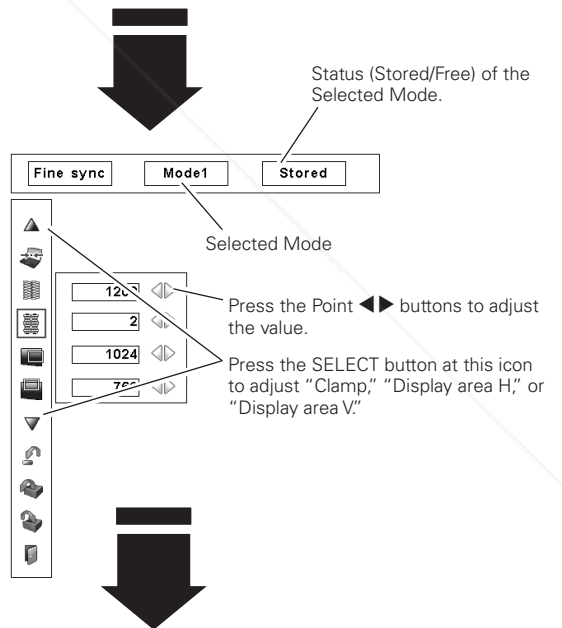 Status (Stored/Free) of the
Selected Mode.
Fine sync Mode1 Stored
Selected Mode
2
1024
Press the Point ◀▶ buttons to adjust
the value.
Press the SELECT button at this icon
to adjust “Clamp,” “Display area H,” or
“Display area V.”